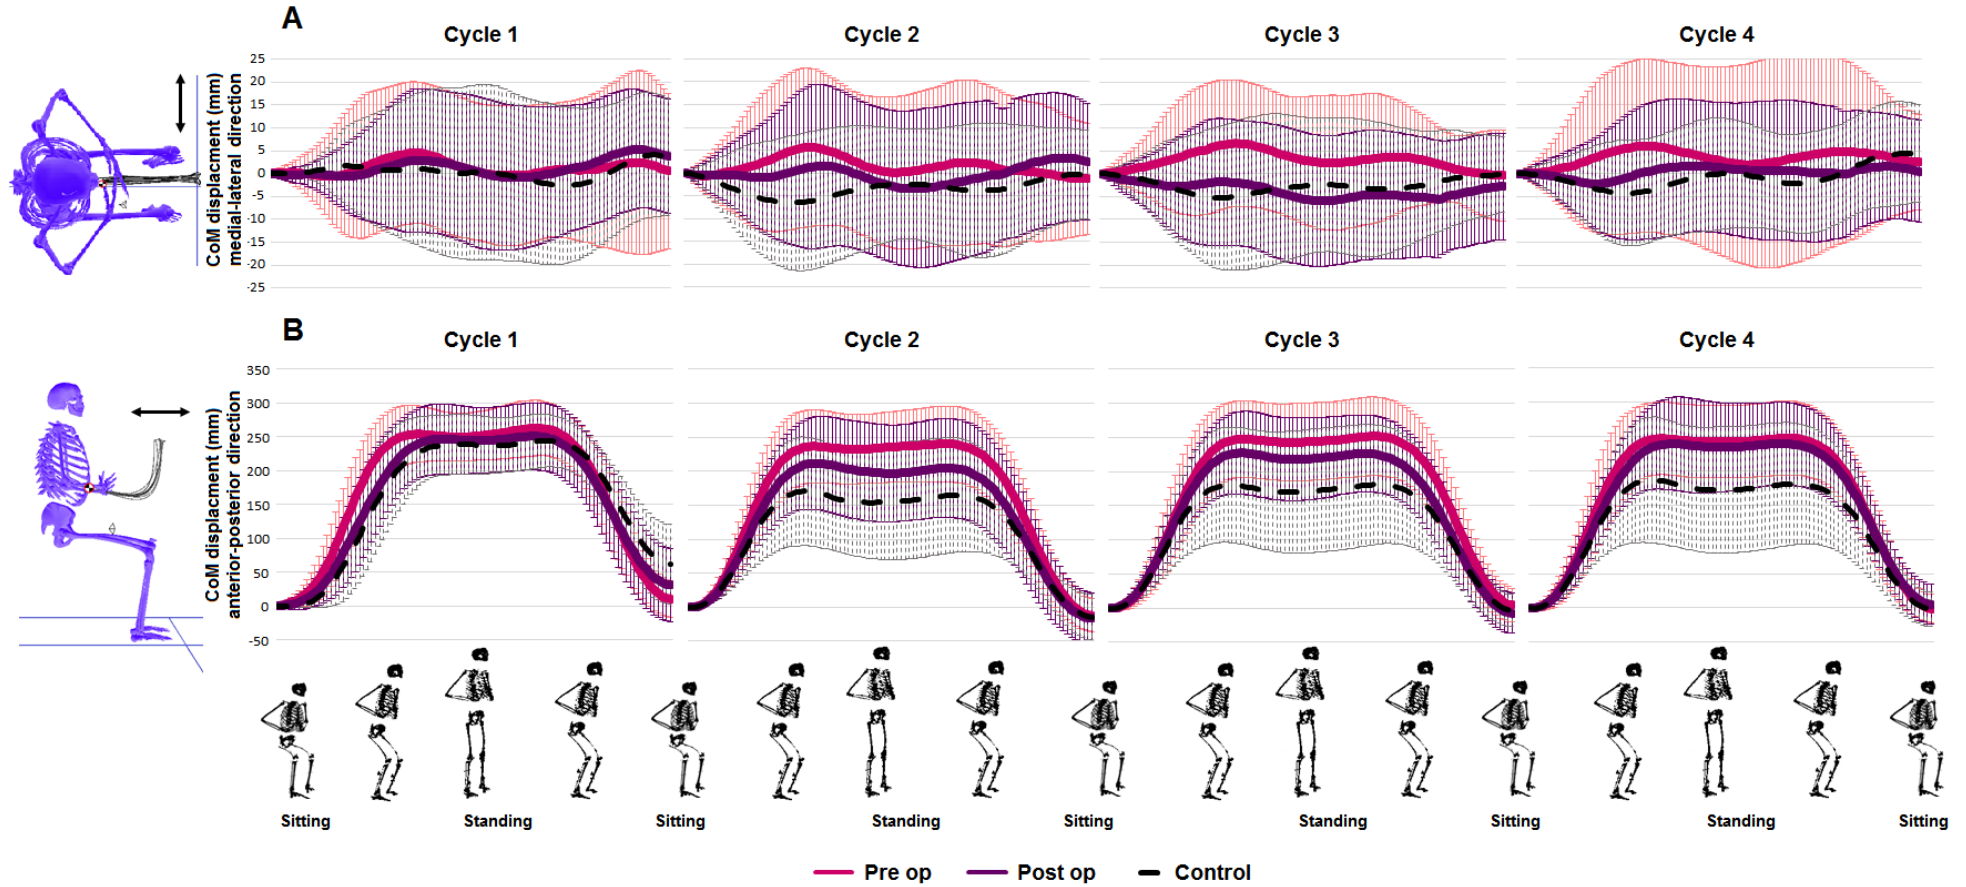 A
Cycle 1
Cycle 2
Cycle 3
Cycle 4
CoM displacment (mm)
medial-lateral direction
25
20
15
10
5
0
-5
-10
-15
-20
-25
B
Cycle 1
Cycle 2
Cycle 3
Cycle 4
CoM displacment (mm)
anterior-posterior direction
350
300
250
200
150
100
50
0
-50
Sitting
Standing
Sitting
Standing
Sitting
Standing
Sitting
Standing
Sitting
Pre op
Post op
Control